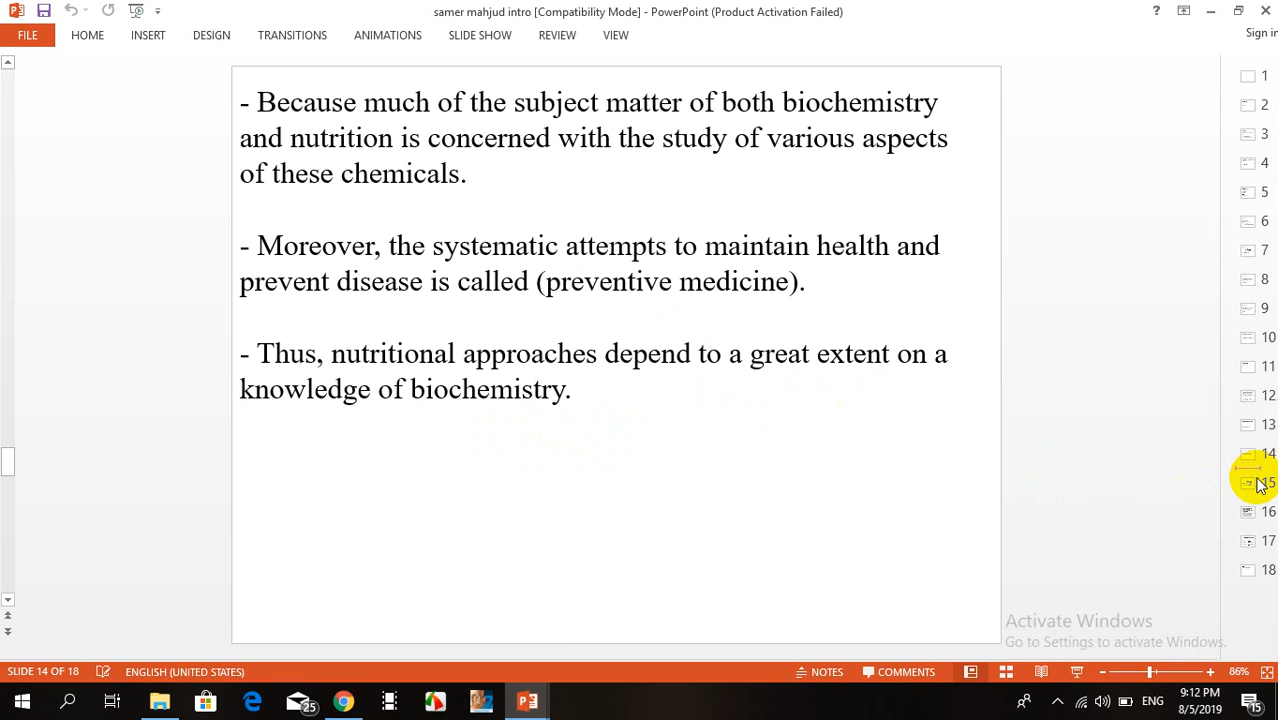 samer mahjud intro [Compatibility Mode] - PowerPoint (Product Activation Failed)
FILE HOME INSERT DESIGN TRANSITIONS ANIMATIONS SLIDE SHOW REVIEW VIEW
Sign in
- Because much of the subject matter of both biochemistry
and nutrition is concerned with the study of various aspects
of these chemicals.
- Moreover, the systematic attempts to maintain health and
prevent disease is called (preventive medicine).
- Thus, nutritional approaches depend to a great extent on a
knowledge of biochemistry.
1
2
3
4
5
6
7
8
9
10
11
12
13
14
15
16
17
18
Activate Windows
Go to Settings to activate Windows.
SLIDE 14 OF 18 ENGLISH (UNITED STATES) NOTES COMMENTS 86%
25 ENG 9:12 PM
8/5/2019 15